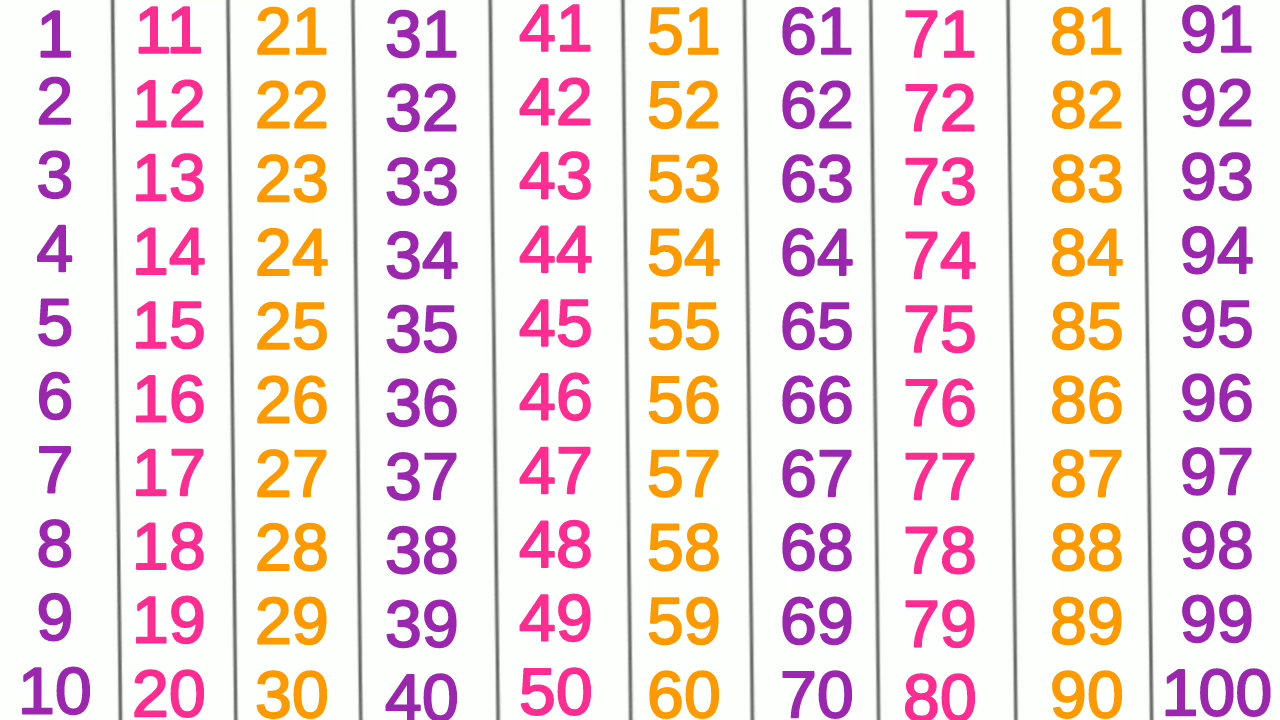 1 11 21 31 41 51 61 71 81 91
2 12 22 32 42 52 62 72 82 92
3 13 23 33 43 53 63 73 83 93
4 14 24 34 44 54 64 74 84 94
5 15 25 35 45 55 65 75 85 95
6 16 26 36 46 56 66 76 86 96
7 17 27 37 47 57 67 77 87 97
8 18 28 38 48 58 68 78 88 98
9 19 29 39 49 59 69 79 89 99
10 20 30 40 50 60 70 80 90 100